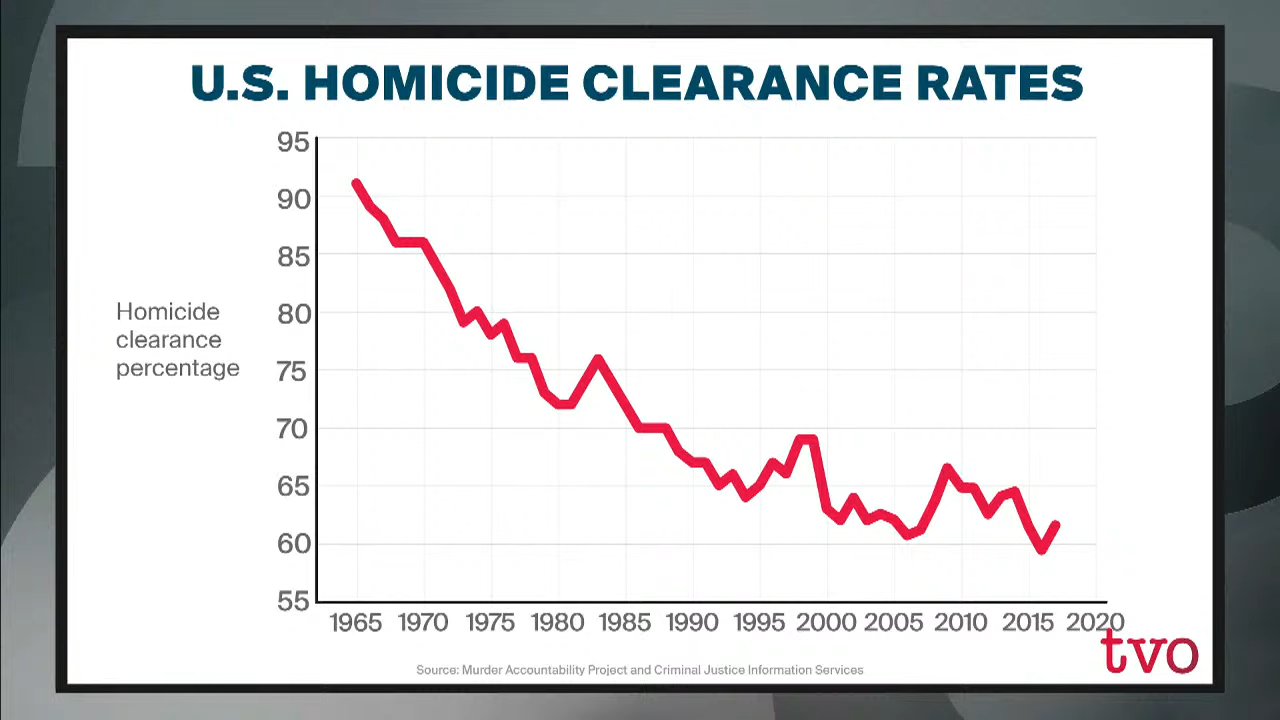 U.S. HOMICIDE CLEARANCE RATES
95
90
85
80
75
70
65
60
55
Homicide
clearance
percentage
1965 1970 1975 1980 1985 1990 1995 2000 2005 2010 2015 2020
tvo
Source: Murder Accountability Project and Criminal Justice Information Services